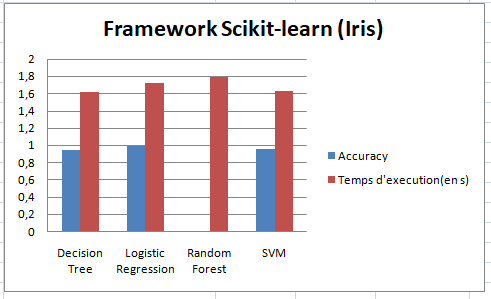 Framework Scikit-learn (Iris)
2
1,8
1,6
1,4
1,2
1
0,8
0,6
0,4
0,2
0
Decision
Tree
Logistic
Regression
Random
Forest
SVM
Accuracy
Temps d'execution(en s)